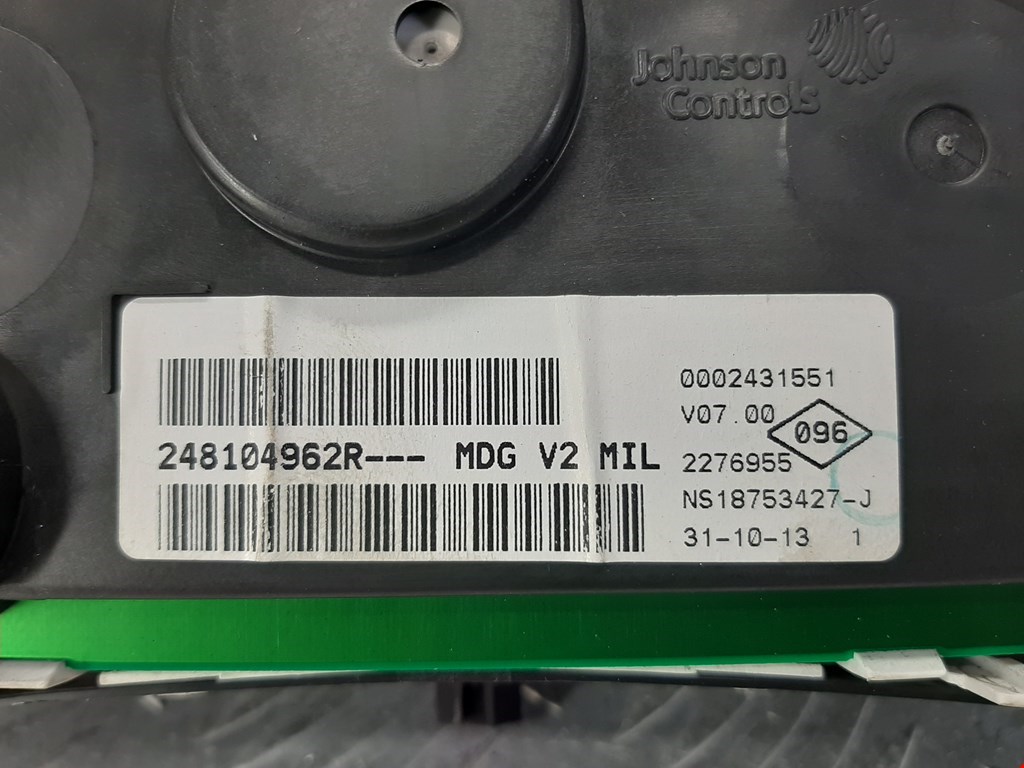 Johnson
Controls
0002431551
V07.00
096
248104962R--- MDG V2 MIL
2276955
NS18753427-J
31-10-13 1